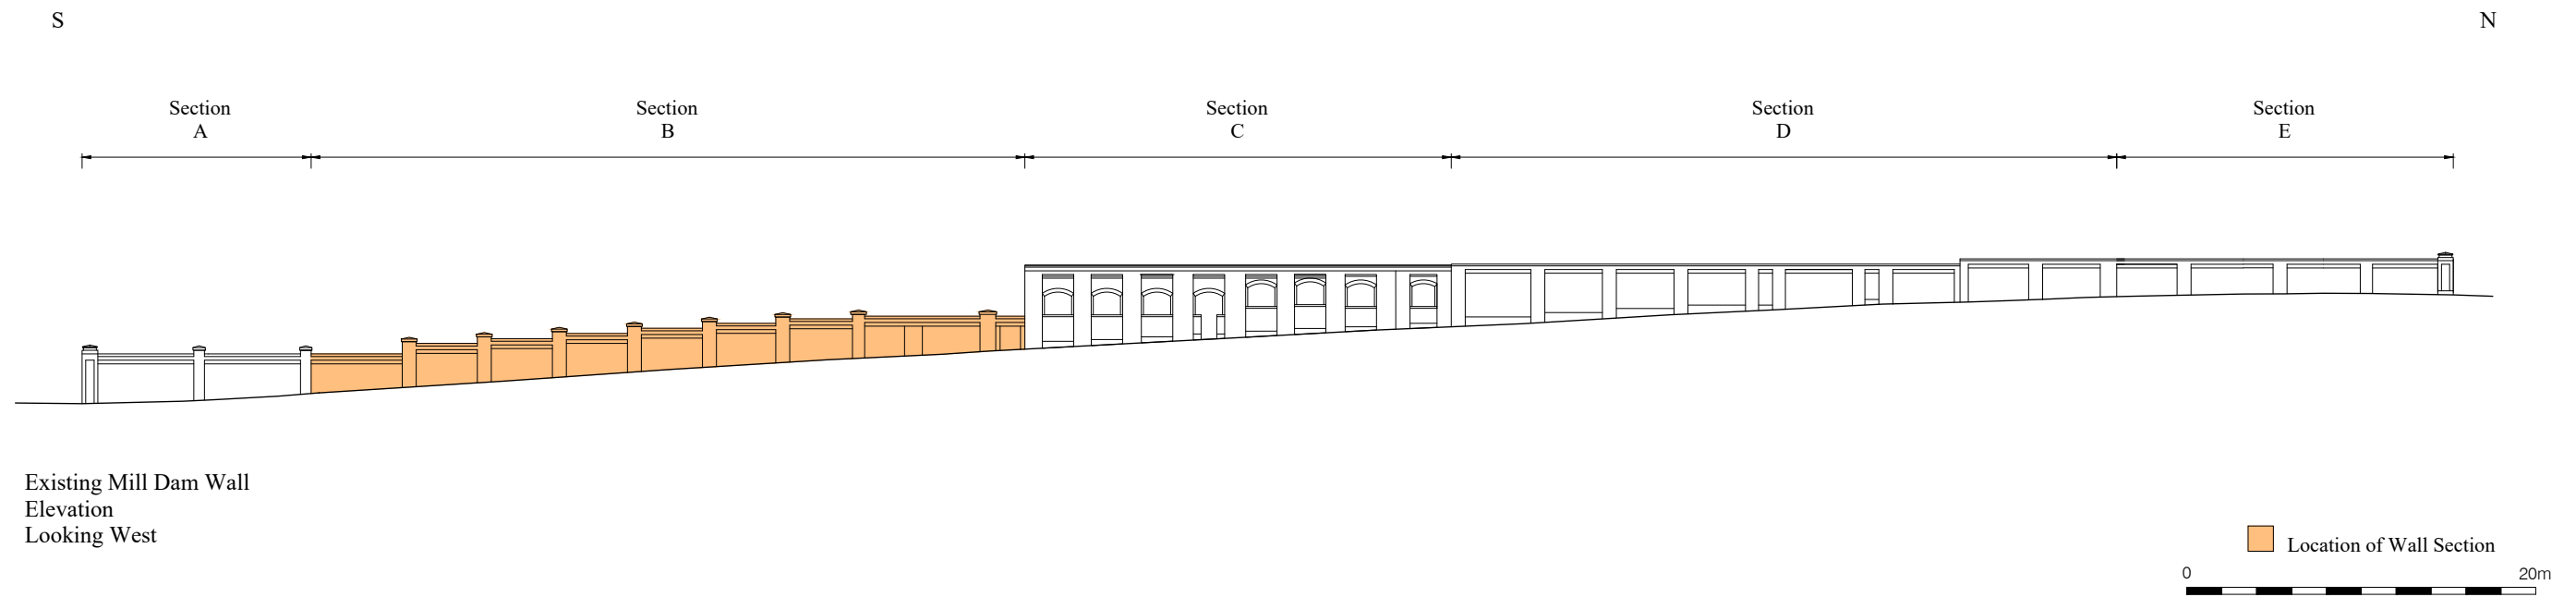 S
N
Section
A
Section
B
Section
C
Section
D
Section
E
Existing Mill Dam Wall
Elevation
Looking West
Location of Wall Section
0
20m